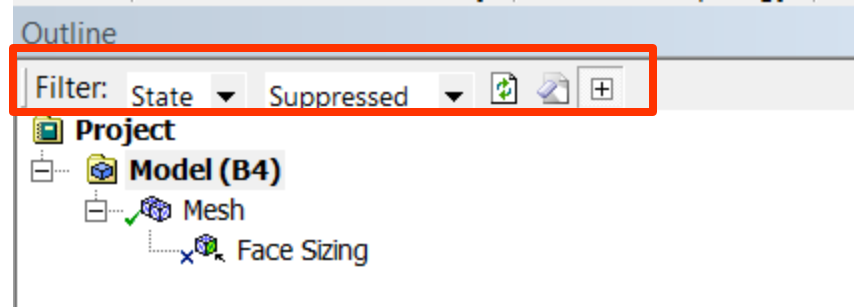 Outline
Filter: State Suppressed
Project
Model (B4)
Mesh
Face Sizing